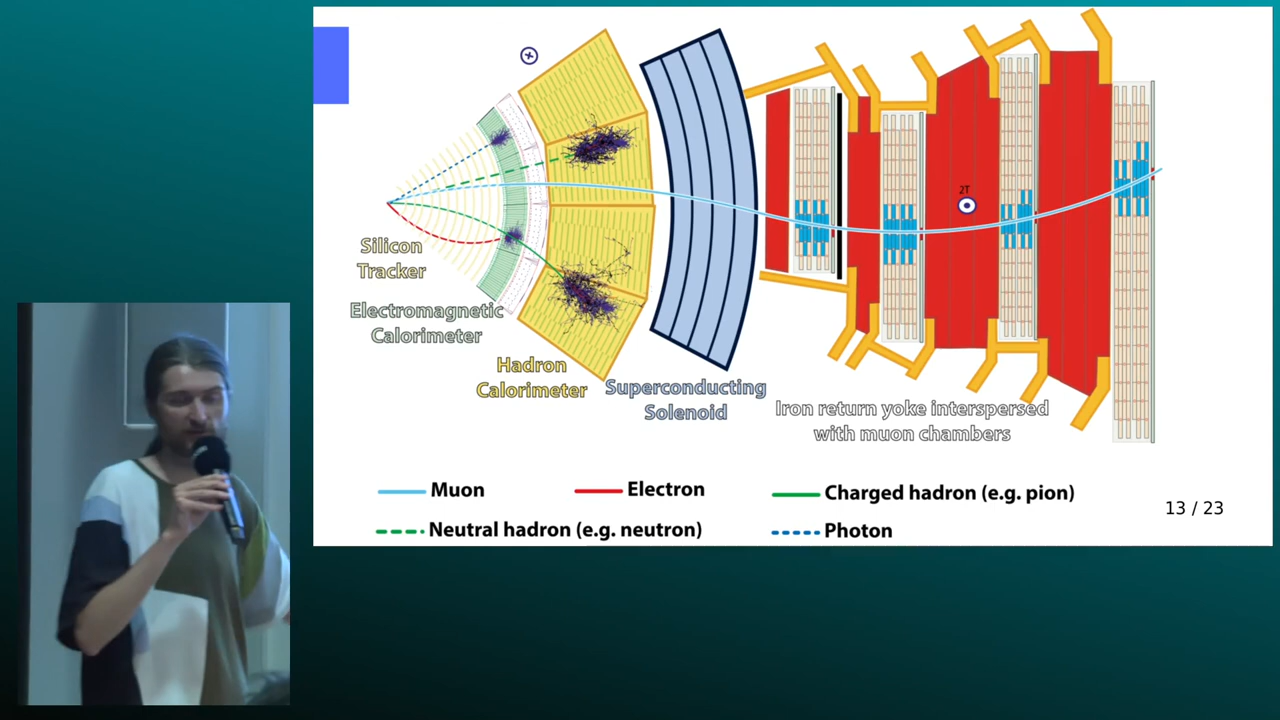 2T
Silicon
Tracker
Electromagnetic
Calorimeter
Hadron
Calorimeter
Superconducting
Solenoid
Iron return yoke interspersed
with muon chambers
Muon
Electron
Charged hadron (e.g. pion)
Neutral hadron (e.g. neutron)
Photon
13 / 23